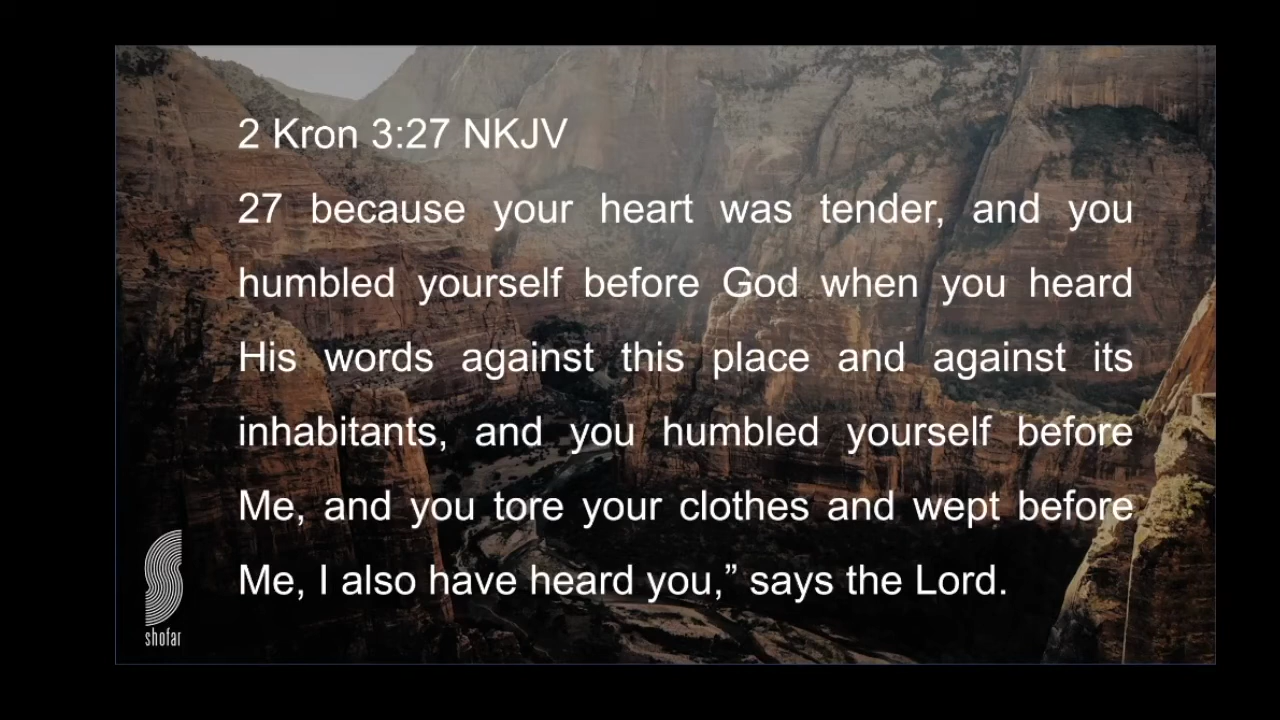 2 Kron 3:27 NKJV
27 because your heart was tender, and you
humbled yourself before God when you heard
His words against this place and against its
inhabitants, and you humbled yourself before
Me, and you tore your clothes and wept before
Me, I also have heard you,” says the Lord.
shofar